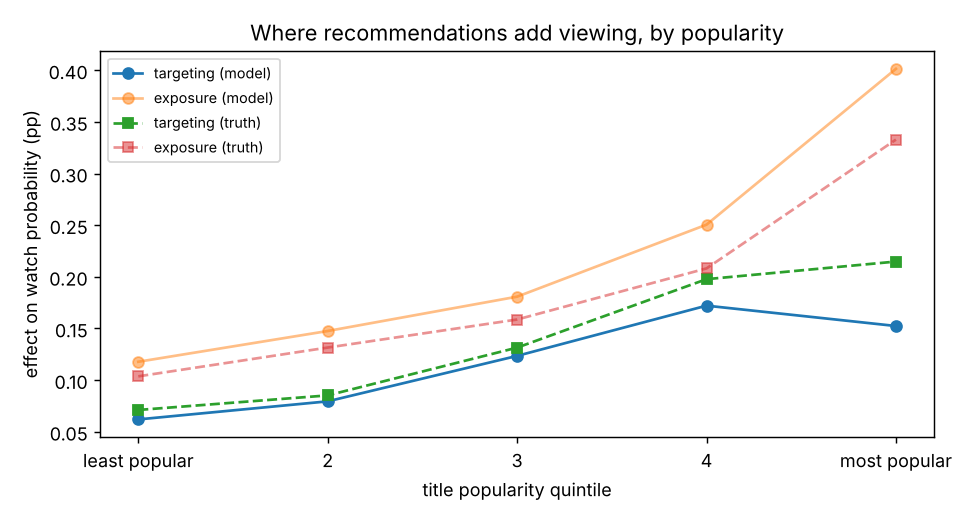 Where recommendations add viewing, by popularity
targeting (model)
exposure (model)
targeting (truth)
exposure (truth)
effect on watch probability (pp)
0.40
0.35
0.30
0.25
0.20
0.15
0.10
0.05
least popular
2
3
4
most popular
title popularity quintile